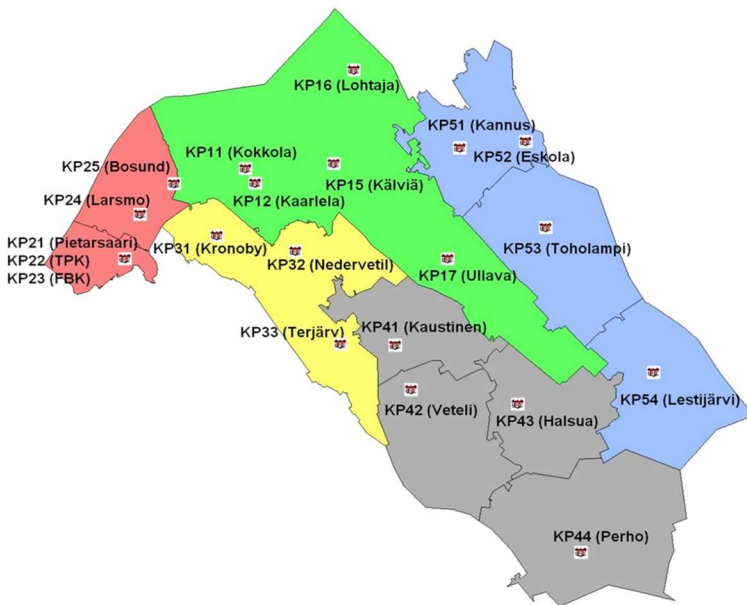 KP16 (Lohtaja)
KP51 (Kannus)
KP11 (Kokkola)
KP52 (Eskola)
KP25 (Bosund)
KP15 (Kälviä)
KP12 (Kaarlela)
KP24 (Larsmo)
KP21 (Pietarsaari)
KP31 (Kronoby)
KP53 (Toholampi)
KP22 (TPK)
KP32 (Nedervetil)
KP17 (Ullava)
KP23 (FBK)
KP33 (Terjärv)
KP41 (Kaustinen)
KP54 (Lestijärvi)
KP42 (Veteli)
KP43 (Halsua)
KP44 (Perho)